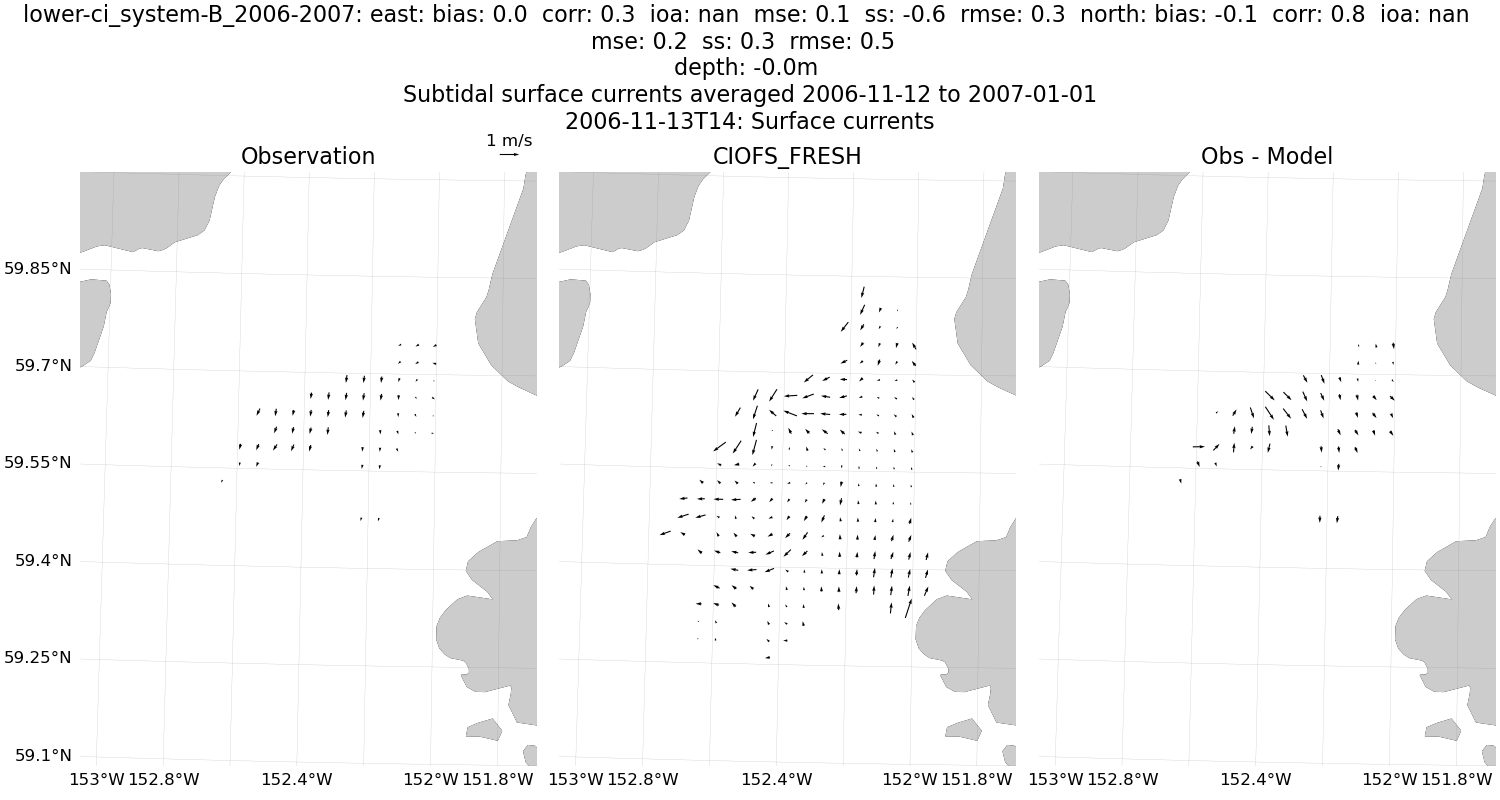 lower-ci_system-B_2006-2007: east: bias: 0.0  corr: 0.3  ioa: nan  mse: 0.1  ss: -0.6  rmse: 0.3  north: bias: -0.1  corr: 0.8  ioa: nan
mse: 0.2  ss: 0.3  rmse: 0.5
depth: -0.0m
Subtidal surface currents averaged 2006-11-12 to 2007-01-01
2006-11-13T14: Surface currents
1 m/s
Observation
CIOFS_FRESH
Obs - Model
59.85°N
59.7°N
59.55°N
59.4°N
59.25°N
59.1°N
153°W 152.8°W 152.4°W 152°W 151.8°W
153°W 152.8°W 152.4°W 152°W 151.8°W
153°W 152.8°W 152.4°W 152°W 151.8°W